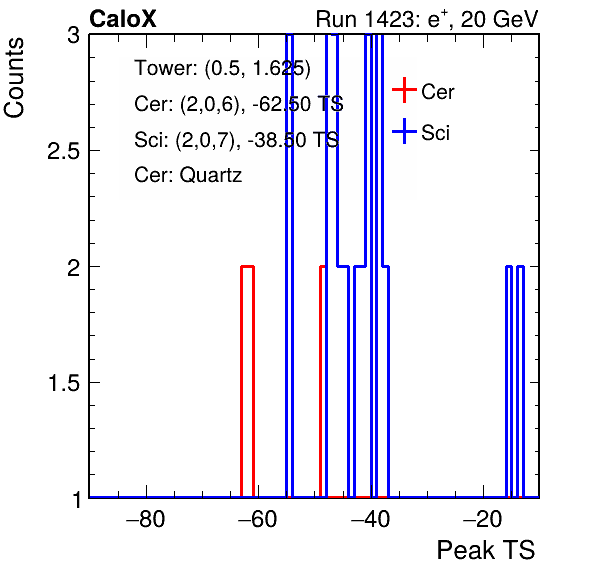 CaloX Run 1423: e⁺, 20 GeV
Counts
Tower: (0.5, 1.625)
Cer: (2,0,6), -62.50 TS
Sci: (2,0,7), -38.50 TS
Cer: Quartz
Cer
Sci
3
2.5
2
1.5
1
−80 −60 −40 −20
Peak TS